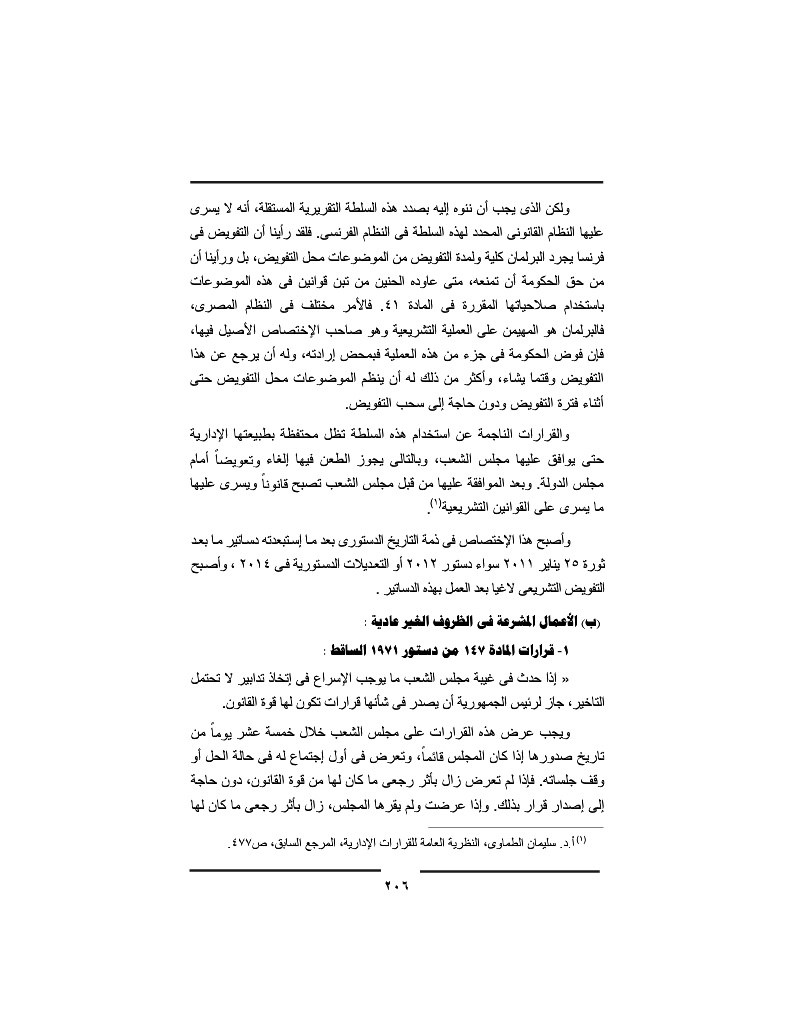 ولكن الذى يجب أن ننوه إليه بصدد هذه السلطة التقريرية المستقلة، أنه لا يسرى
عليها النظام القانونى المحدد لهذه السلطة فى النظام الفرنسى. فلقد رأينا أن التفويض فى
فرنسا يجرد البرلمان كلية ولمدة التفويض من الموضوعات محل التفويض، بل ورأينا أن
من حق الحكومة أن تمنعه، متى عاوده الحنين من تبن قوانين فى هذه الموضوعات
باستخدام صلاحياتها المقررة فى المادة ٤١. فالأمر مختلف فى النظام المصرى،
فالبرلمان هو المهيمن على العملية التشريعية وهو صاحب الإختصاص الأصيل فيها،
فإن فوض الحكومة فى جزء من هذه العملية فبمحض إرادته، وله أن يرجع عن هذا
التفويض وقتما يشاء، وأكثر من ذلك له أن ينظم الموضوعات محل التفويض حتى
أثناء فترة التفويض ودون حاجة إلى سحب التفويض.
والقرارات الناجمة عن استخدام هذه السلطة تظل محتفظة بطبيعتها الإدارية
حتى يوافق عليها مجلس الشعب، وبالتالى يجوز الطعن فيها إلغاء وتعويضاً أمام
مجلس الدولة. وبعد الموافقة عليها من قبل مجلس الشعب تصبح قانوناً ويسرى عليها
ما يسرى على القوانين التشريعية(١).
وأصبح هذا الإختصاص فى ذمة التاريخ الدستورى بعد ما إستبعدته دساتير ما بعد
ثورة ٢٥ يناير ٢٠١١ سواء دستور ٢٠١٢ أو التعديلات الدستورية فى ٢٠١٤ ، وأصبح
التفويض التشريعى لاغيا بعد العمل بهذه الدساتير .
(ب) الأعمال المشرعة فى الظروف الغير عادية :
١- قرارات المادة ١٤٧ من دستور ١٩٧١ الساقط :
« إذا حدث فى غيبة مجلس الشعب ما يوجب الإسراع فى إتخاذ تدابير لا تحتمل
التاخير، جاز لرئيس الجمهورية أن يصدر فى شأنها قرارات تكون لها قوة القانون.
ويجب عرض هذه القرارات على مجلس الشعب خلال خمسة عشر يوماً من
تاريخ صدورها إذا كان المجلس قائماً، وتعرض فى أول إجتماع له فى حالة الحل أو
وقف جلساته. فإذا لم تعرض زال بأثر رجعى ما كان لها من قوة القانون، دون حاجة
إلى إصدار قرار بذلك. وإذا عرضت ولم يقرها المجلس، زال بأثر رجعى ما كان لها
(١) أ.د. سليمان الطماوى، النظرية العامة للقرارات الإدارية، المرجع السابق، ص٤٧٧.
٢٠٦